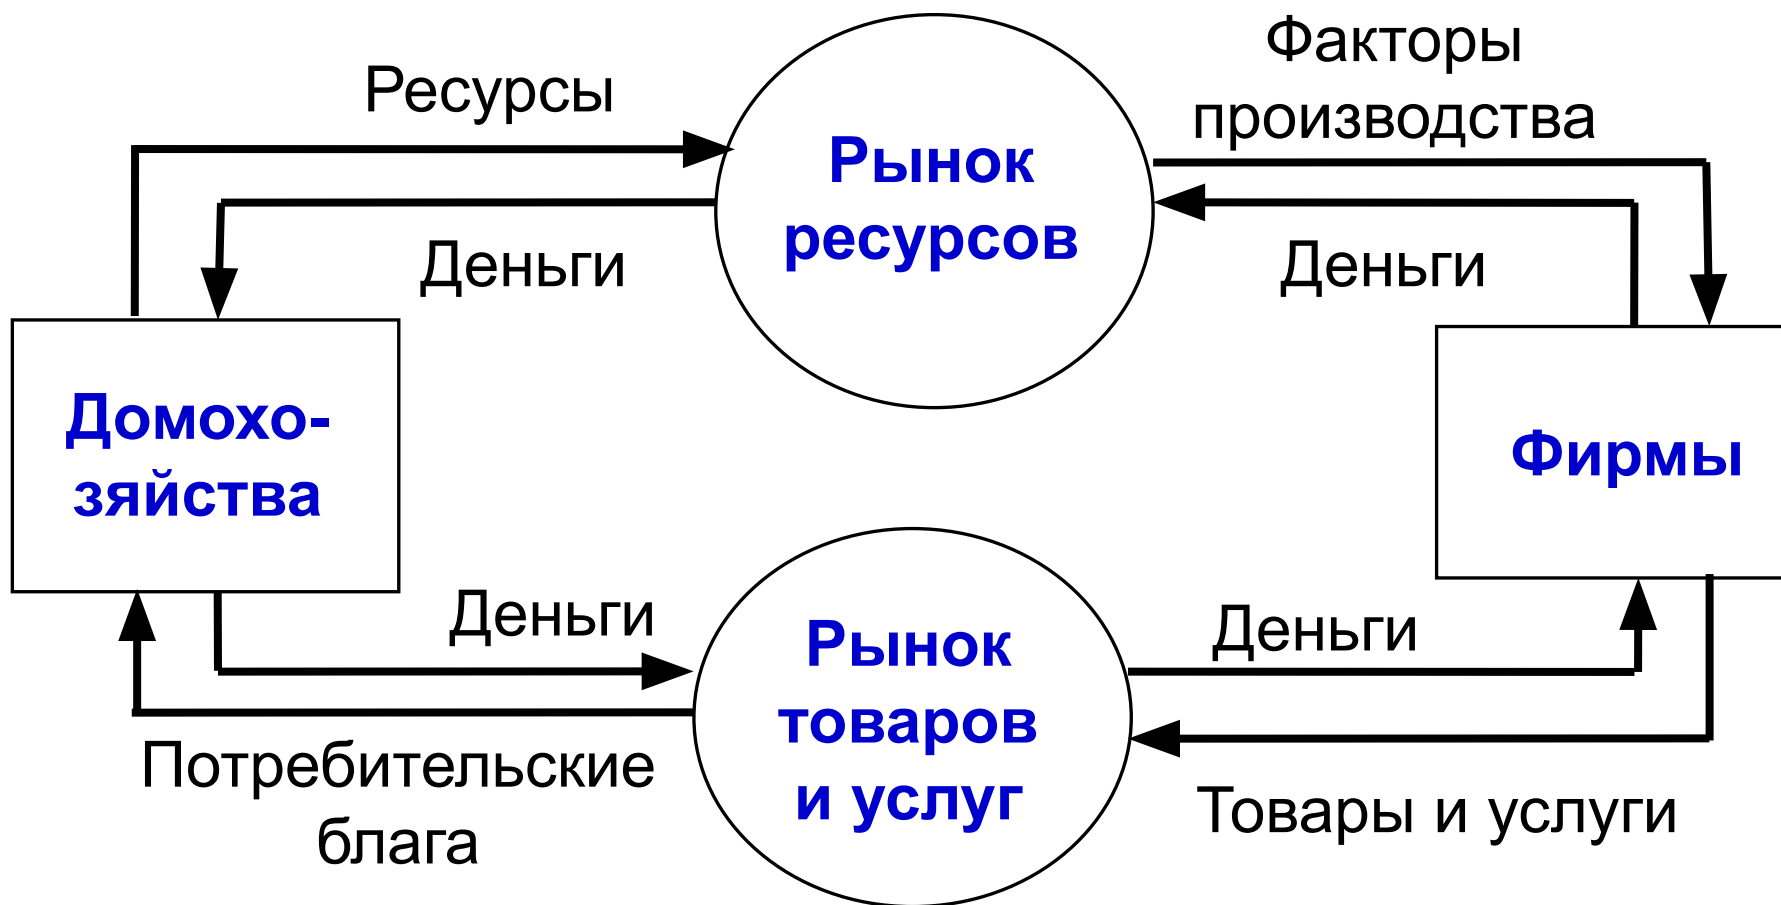 Ресурсы
Факторы
производства
Рынок
ресурсов
Деньги
Деньги
Домохо-
зяйства
Фирмы
Деньги
Деньги
Рынок
товаров
и услуг
Потребительские
блага
Товары и услуги